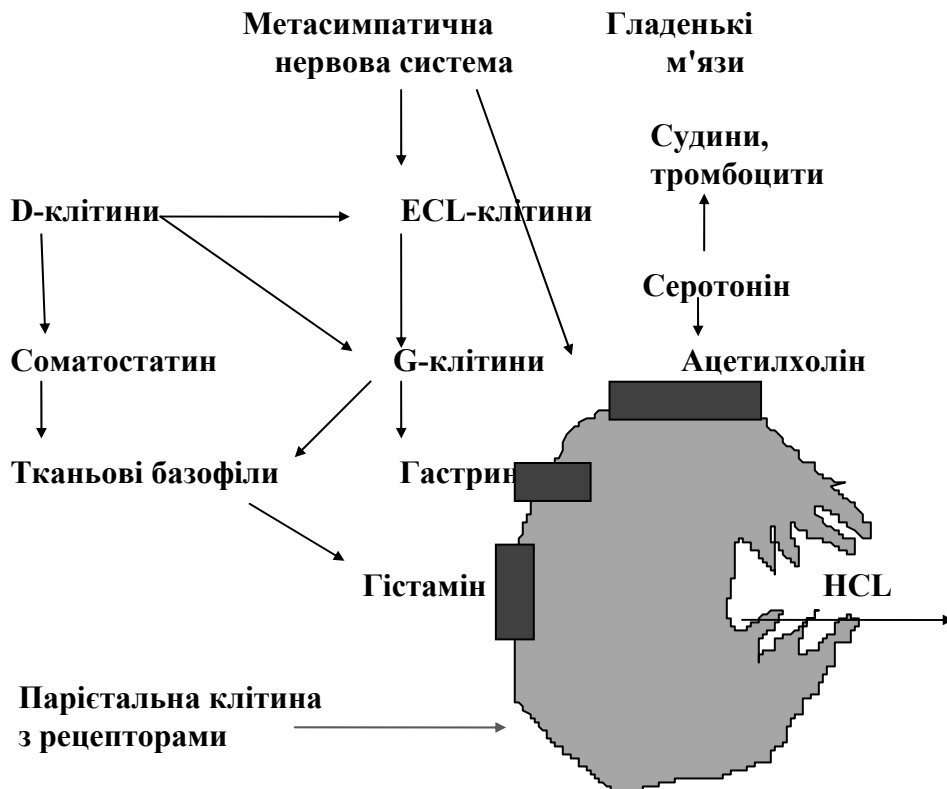 Метасимпатична
нервова система
Гладенькі
м'язи
Судини,
тромбоцити
D-клітини
ECL-клітини
Серотонін
Соматостатин
G-клітини
Ацетилхолін
Тканьові базофіли
Гастрин
Гістамін
HCL
Парієтальна клітина
з рецепторами